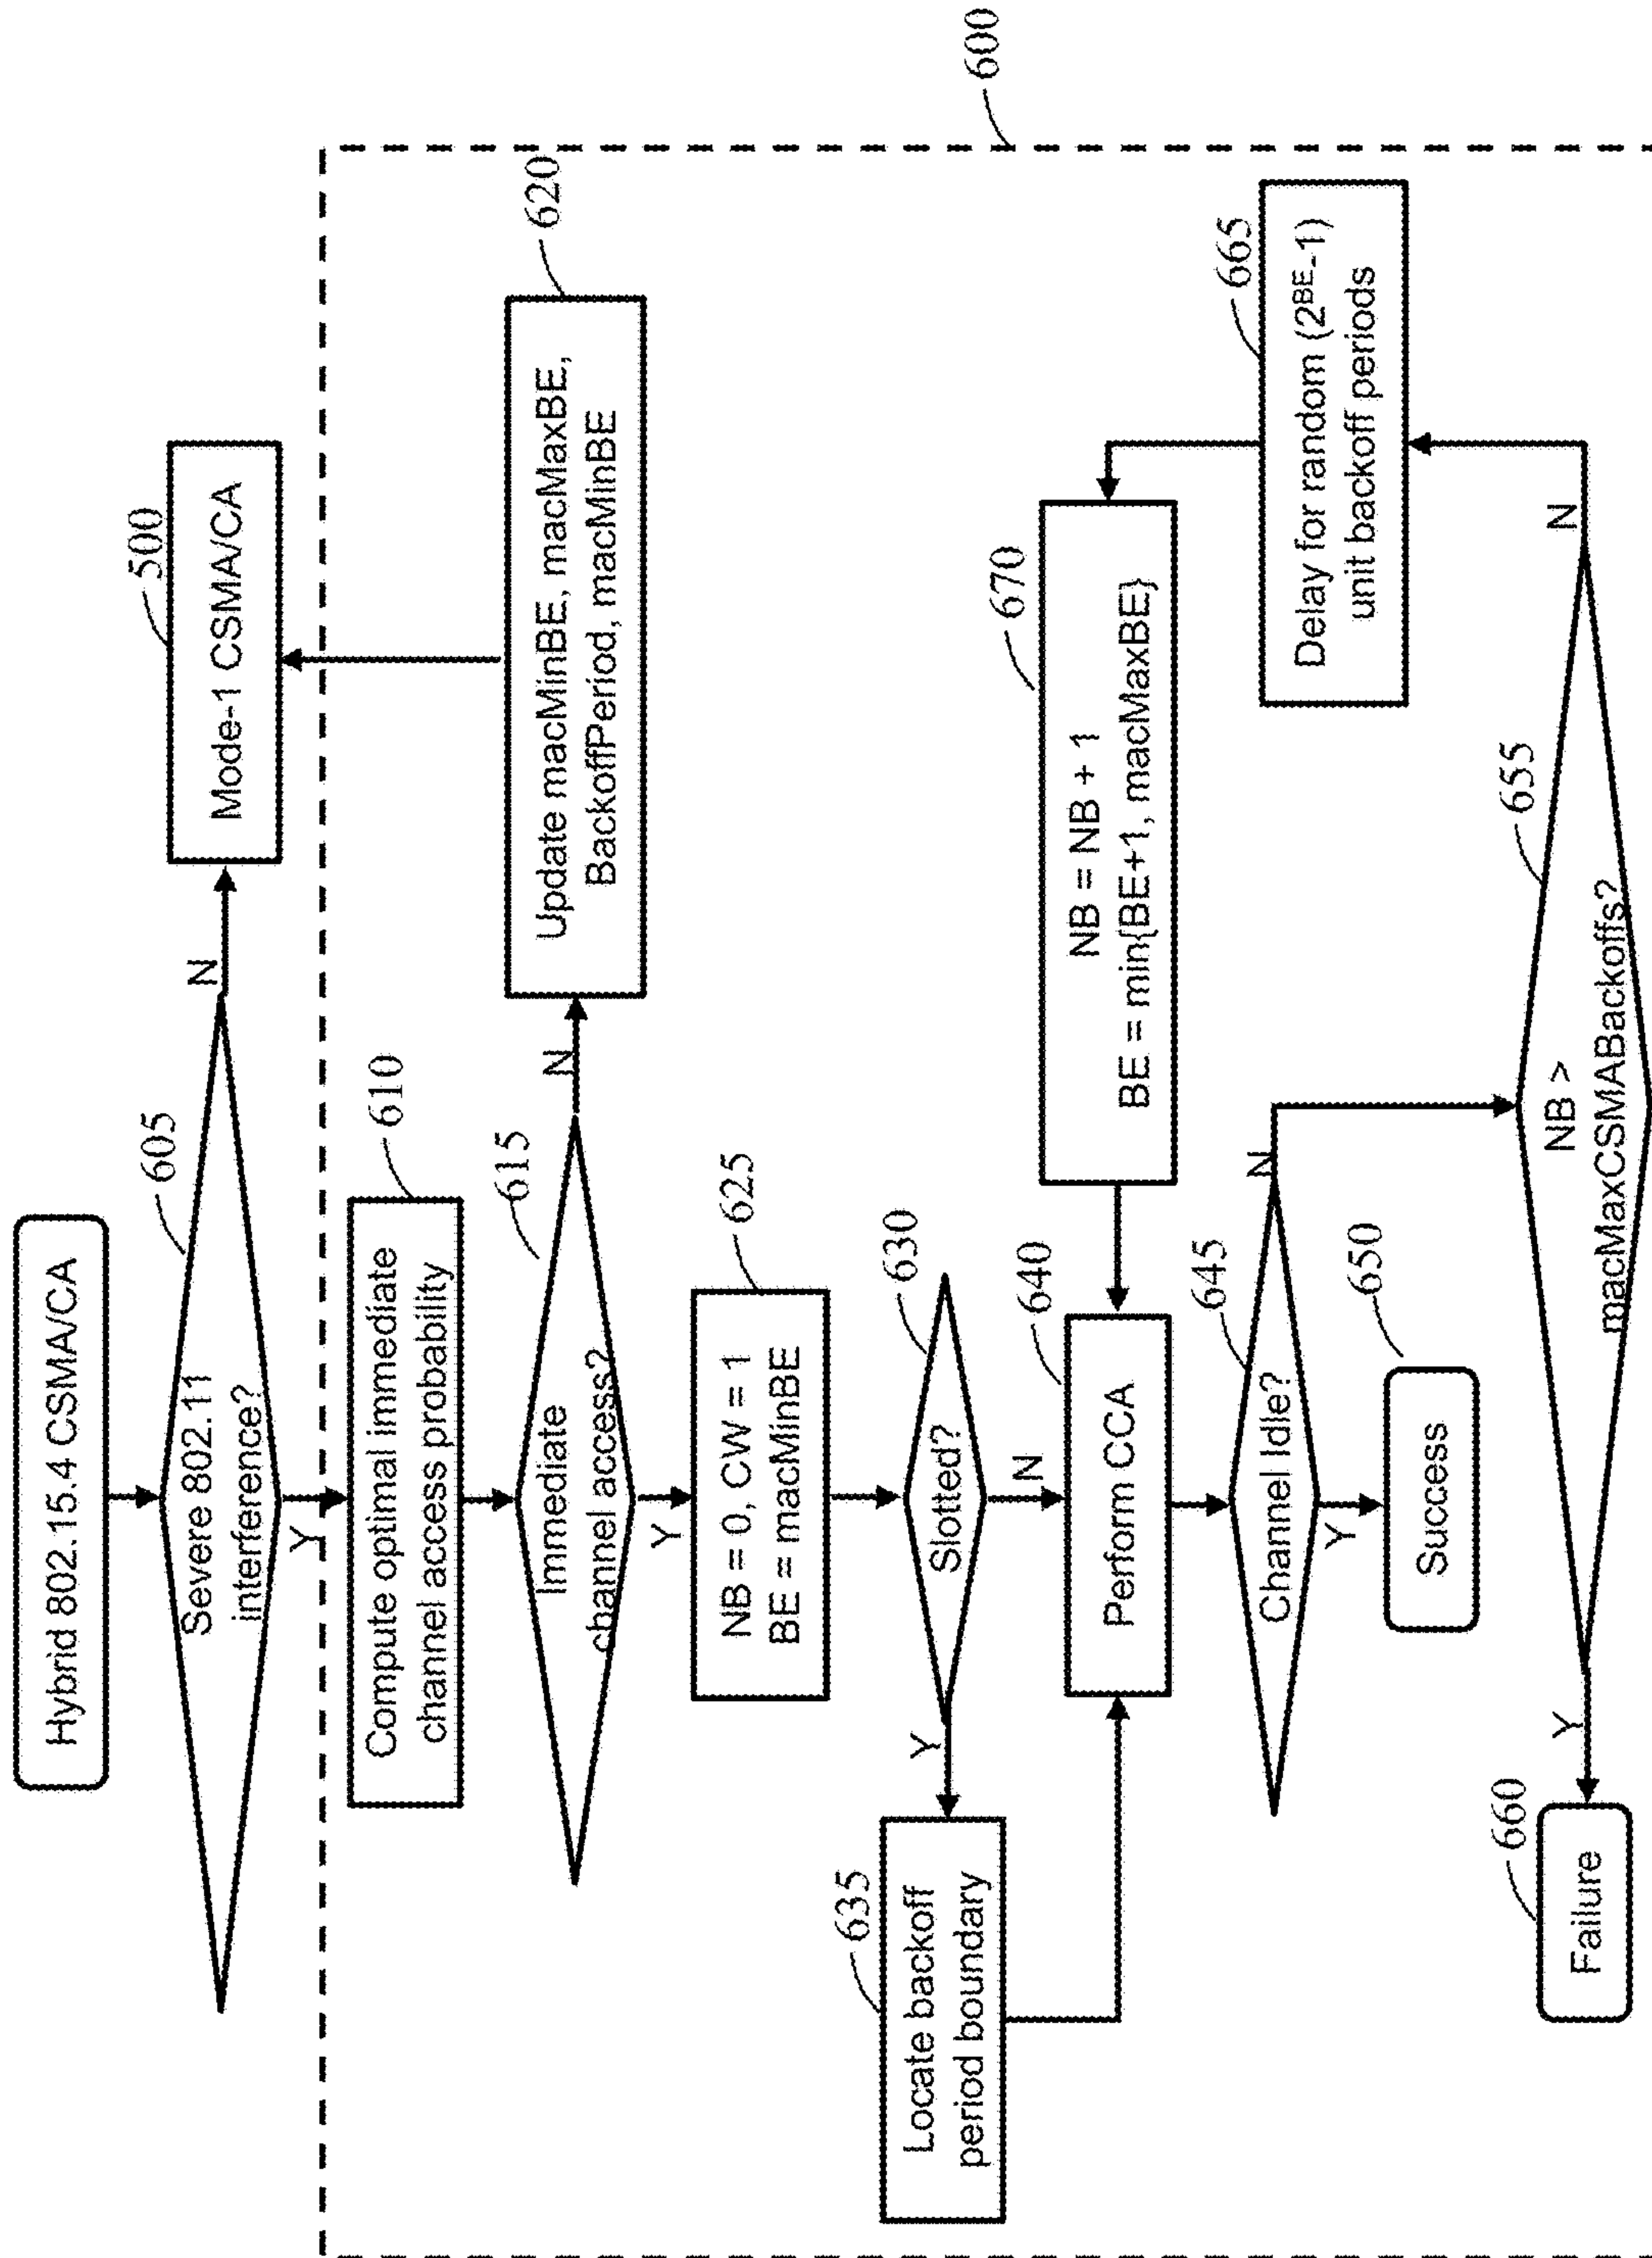 Hybrid 802.15.4 CSMA/CA
605
Severe 802.11
interference?
N
Y
500
Mode-1 CSMA/CA
600
610
Compute optimal immediate
channel access probability
615
Immediate
channel access?
N
Y
620
Update macMinBE, macMaxBE,
BackoffPeriod, macMinBE
625
NB = 0, CW = 1
BE = macMinBE
630
Slotted?
Y
N
635
Locate backoff
period boundary
640
Perform CCA
670
NB = NB + 1
BE = min{BE+1, macMaxBE}
645
Channel Idle?
N
Y
650
Success
665
Delay for random (2^BE-1)
unit backoff periods
655
NB >
macMaxCSMABackoffs?
N
Y
660
Failure